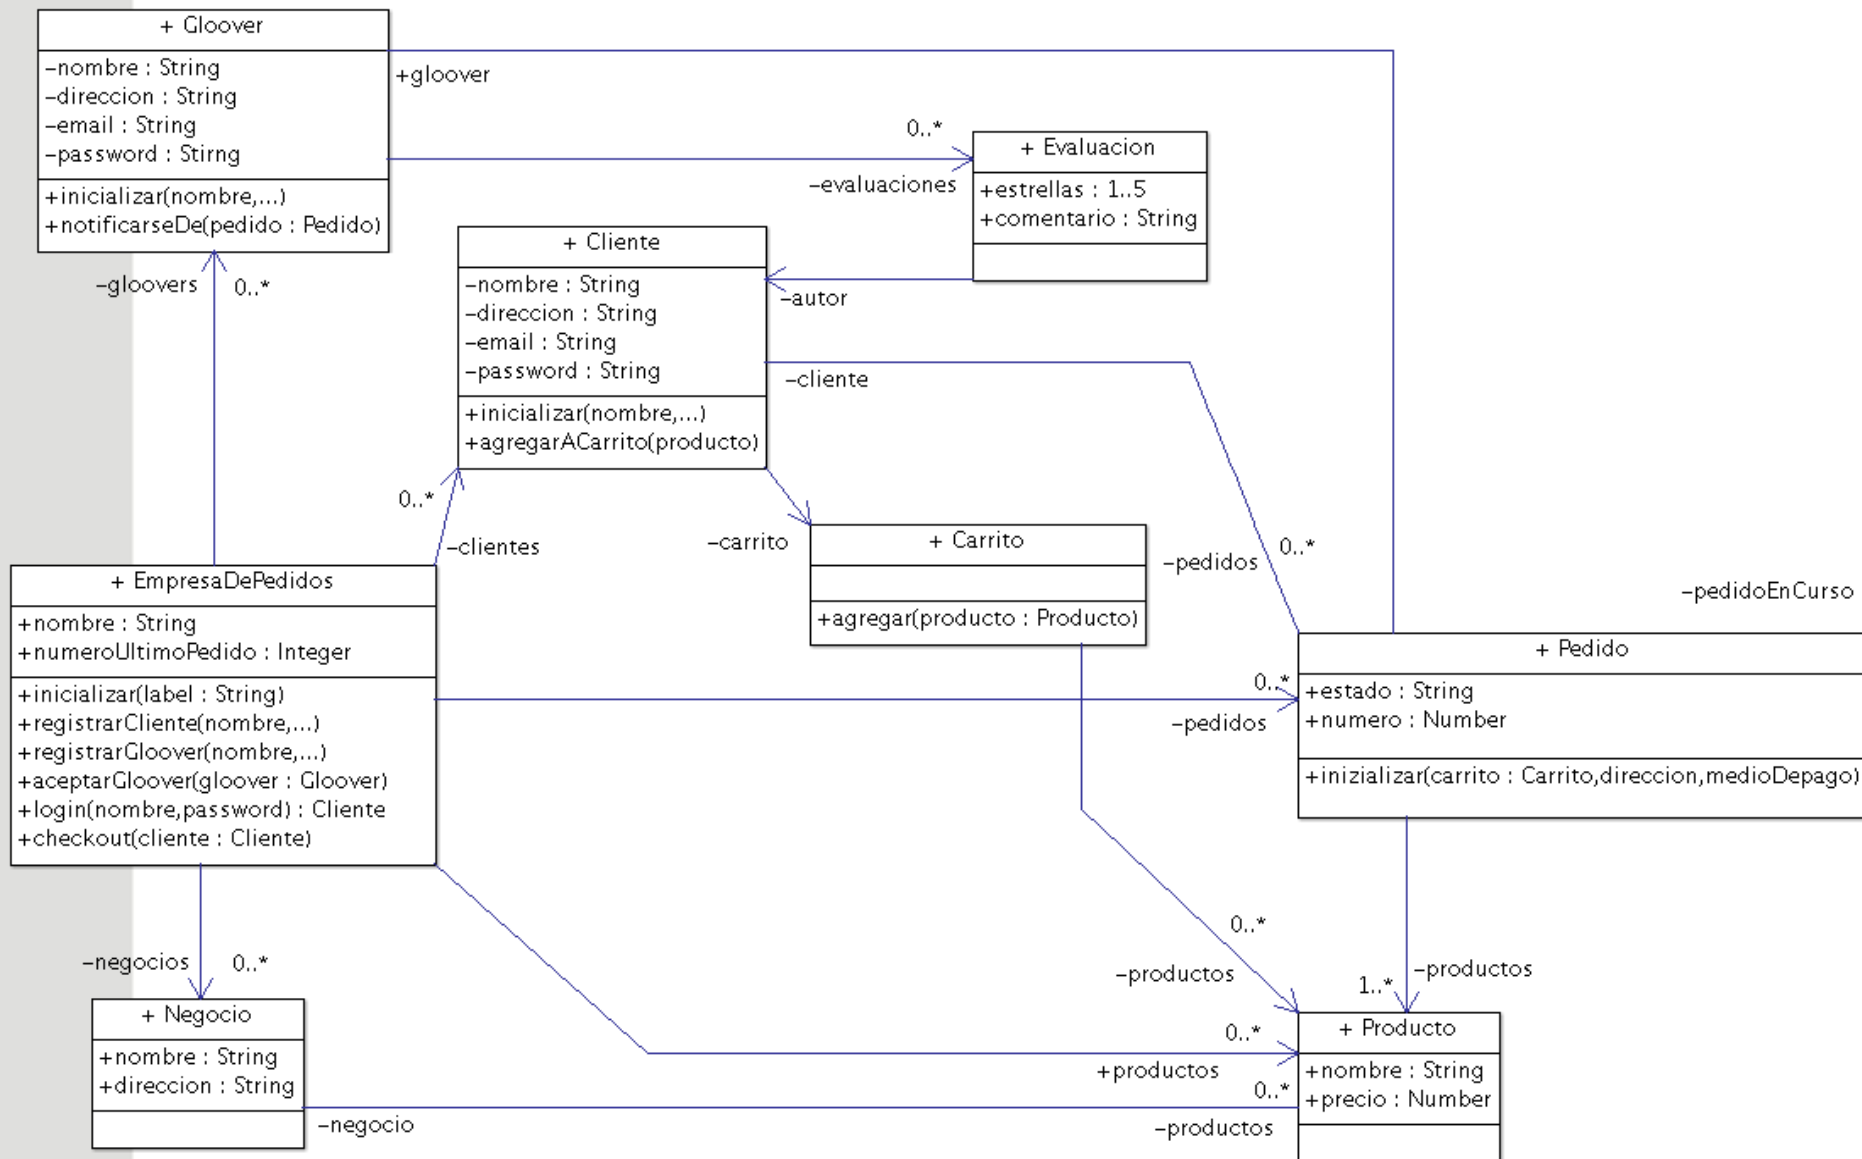 + Gloover
–nombre : String
–direccion : String
–email : String
–password : Stirng
+inicializar(nombre,...)
+notificarseDe(pedido : Pedido)
+gloover
0..*
–evaluaciones
+ Evaluacion
+estrellas : 1..5
+comentario : String
–gloovers
0..*
+ Cliente
–nombre : String
–direccion : String
–email : String
–password : String
+inicializar(nombre,...)
+agregarACarrito(producto)
–autor
–cliente
0..*
–clientes
–carrito
+ Carrito
+agregar(producto : Producto)
–pedidos
0..*
–pedidoEnCurso
+ EmpresaDePedidos
+nombre : String
+numeroUltimoPedido : Integer
+inicializar(label : String)
+registrarCliente(nombre,...)
+registrarGloover(nombre,...)
+aceptarGloover(gloover : Gloover)
+login(nombre,password) : Cliente
+checkout(cliente : Cliente)
0..*
–pedidos
+ Pedido
+estado : String
+numero : Number
+inizializar(carrito : Carrito,direccion,medioDepago)
–negocios
0..*
+ Negocio
+nombre : String
+direccion : String
–negocio
0..*
–productos
1..*
–productos
0..*
+productos
0..*
–productos
+ Producto
+nombre : String
+precio : Number